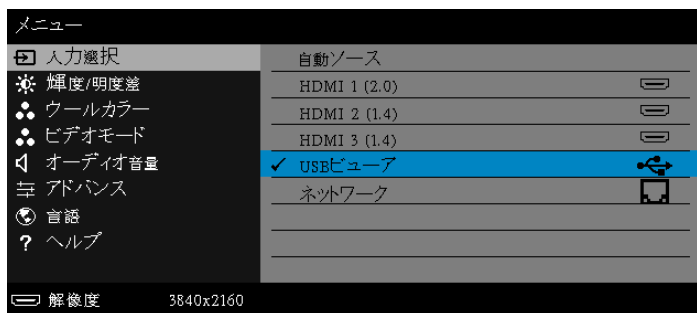 メニュー
入力選択
輝度/明度差
ウールカラー
ビデオモード
オーディオ音量
アドバンス
言語
? ヘルプ
自動ソース
HDMI 1 (2.0)
HDMI 2 (1.4)
HDMI 3 (1.4)
✓ USBビューア
ネットワーク
解像度 3840x2160